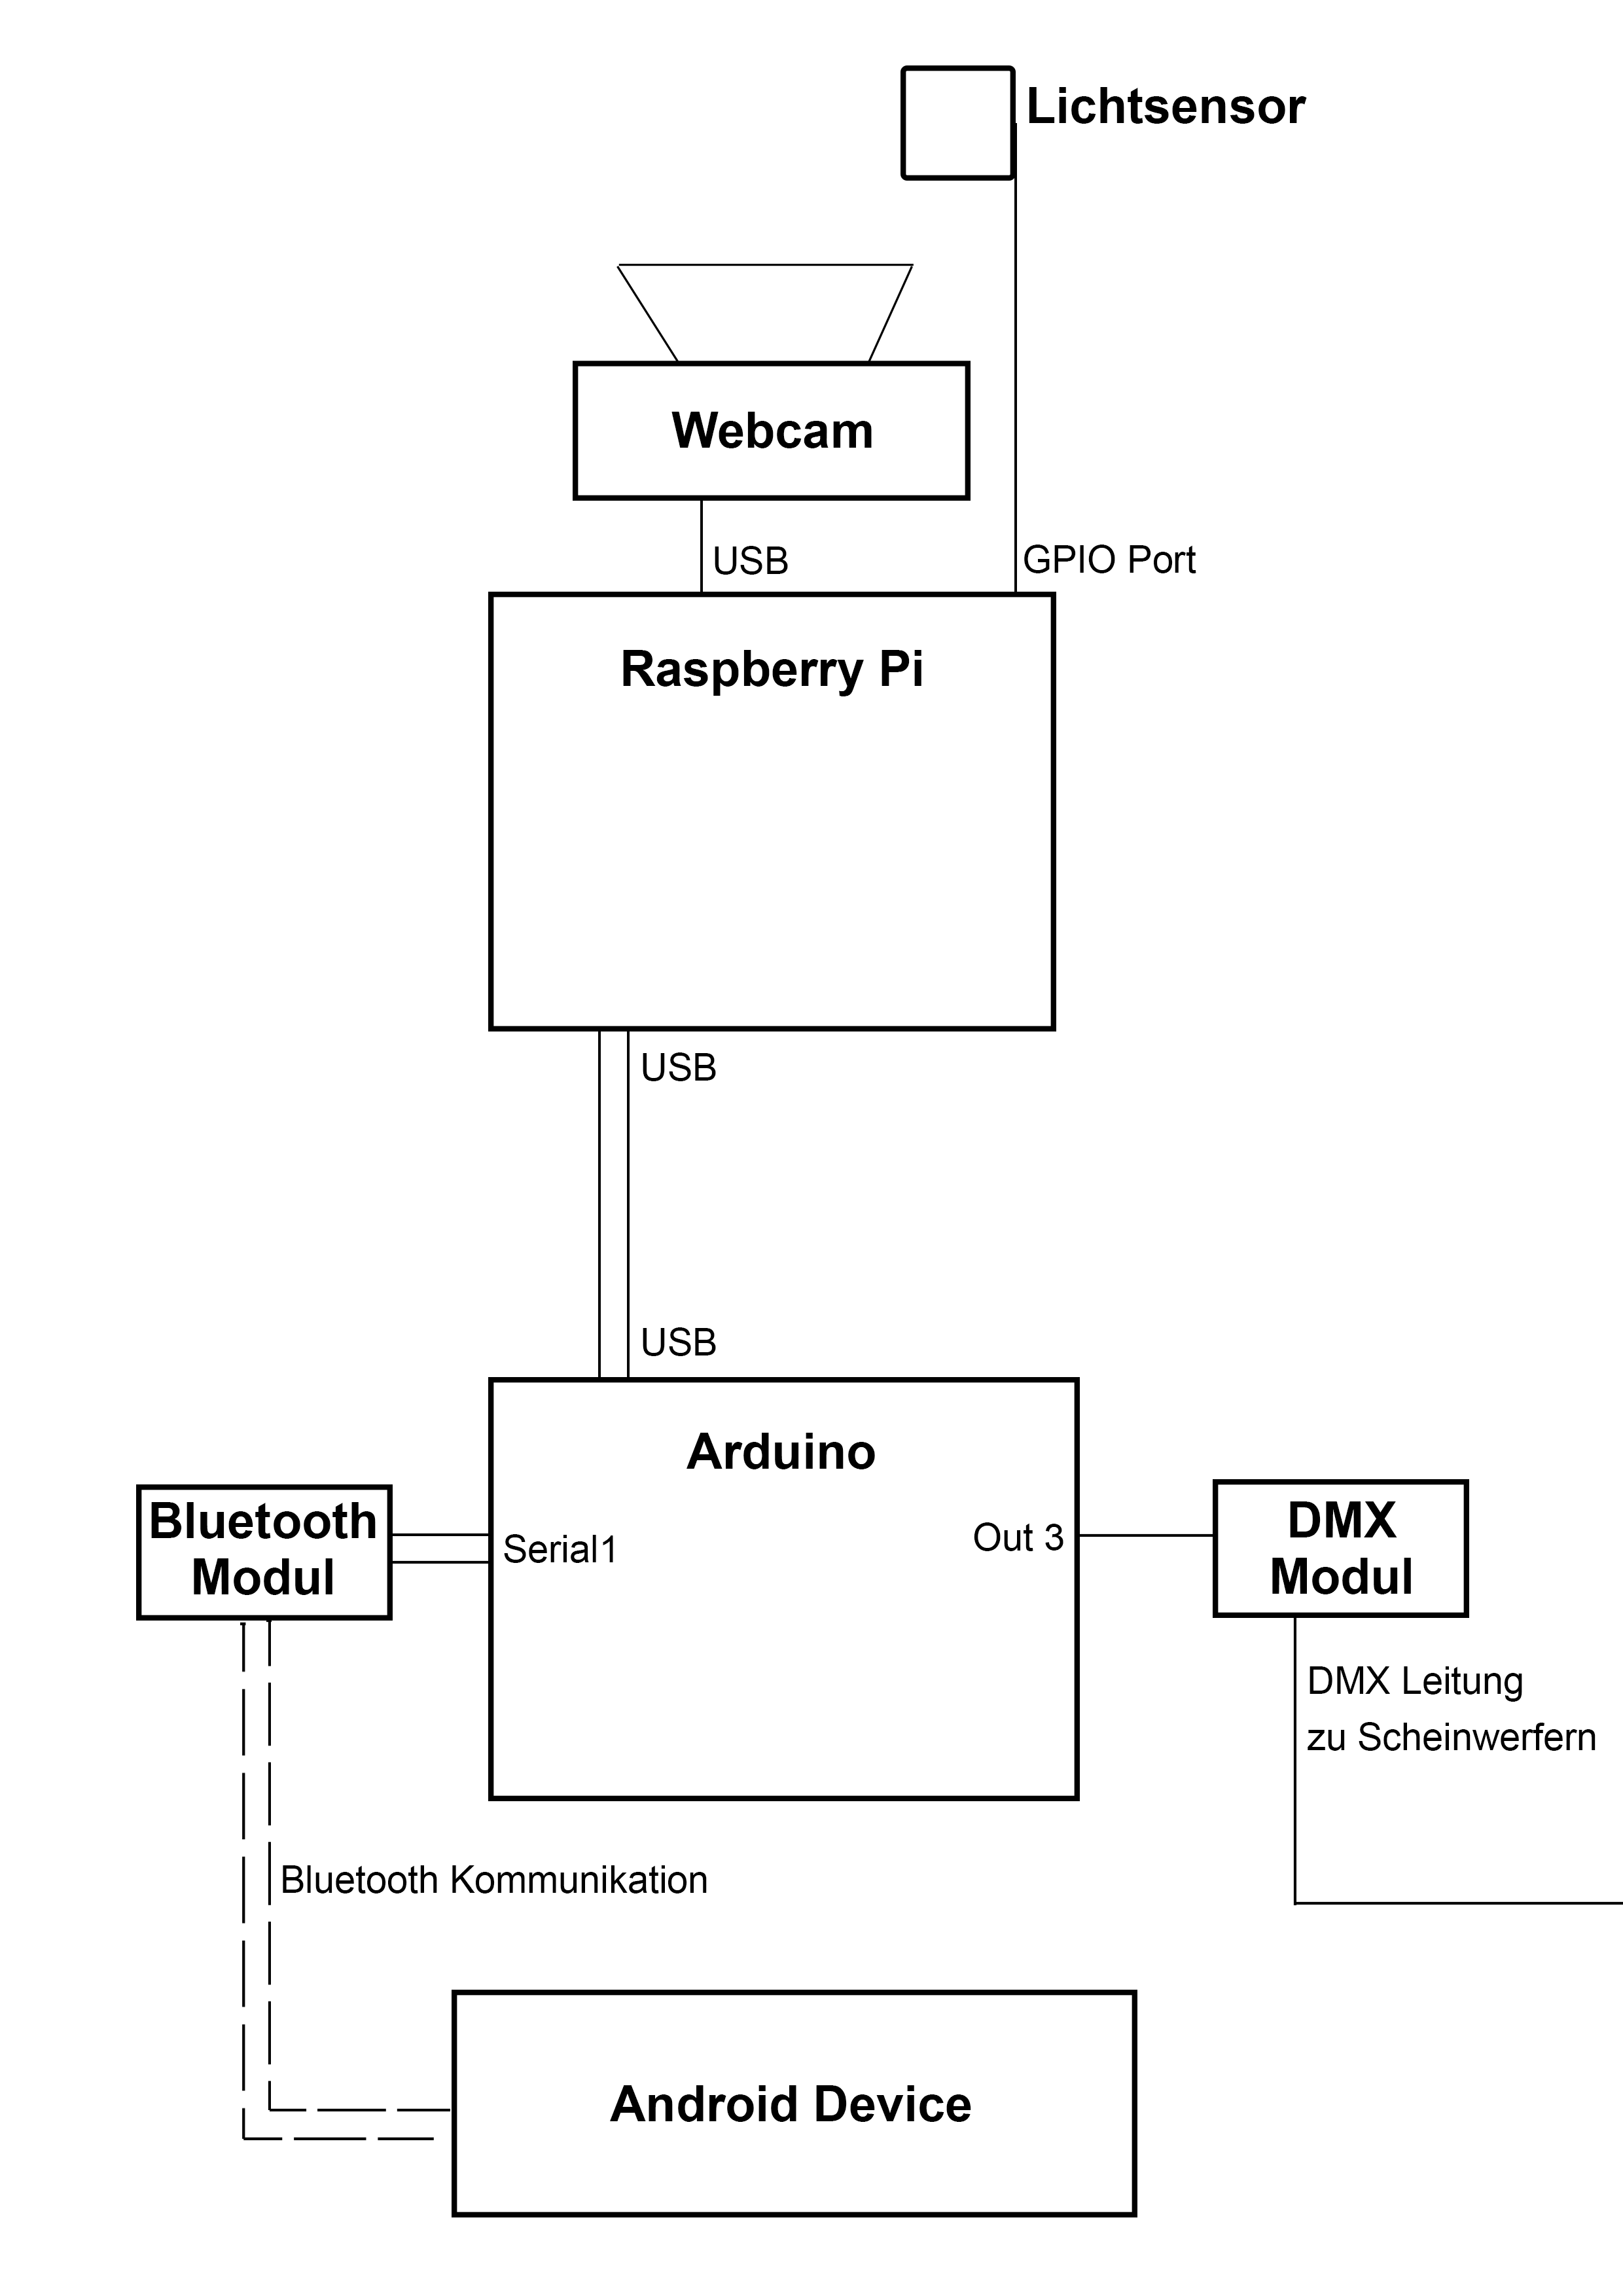 Lichtsensor
Webcam
USB
GPIO Port
Raspberry Pi
USB
USB
Arduino
Bluetooth
Modul
Serial1
Out 3
DMX
Modul
DMX Leitung
zu Scheinwerfern
Bluetooth Kommunikation
Android Device